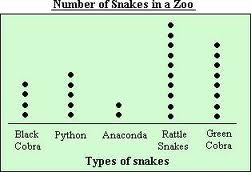 Number of Snakes in a Zoo
Black Python Anaconda Rattle Green
Cobra Snakes Cobra
Types of snakes